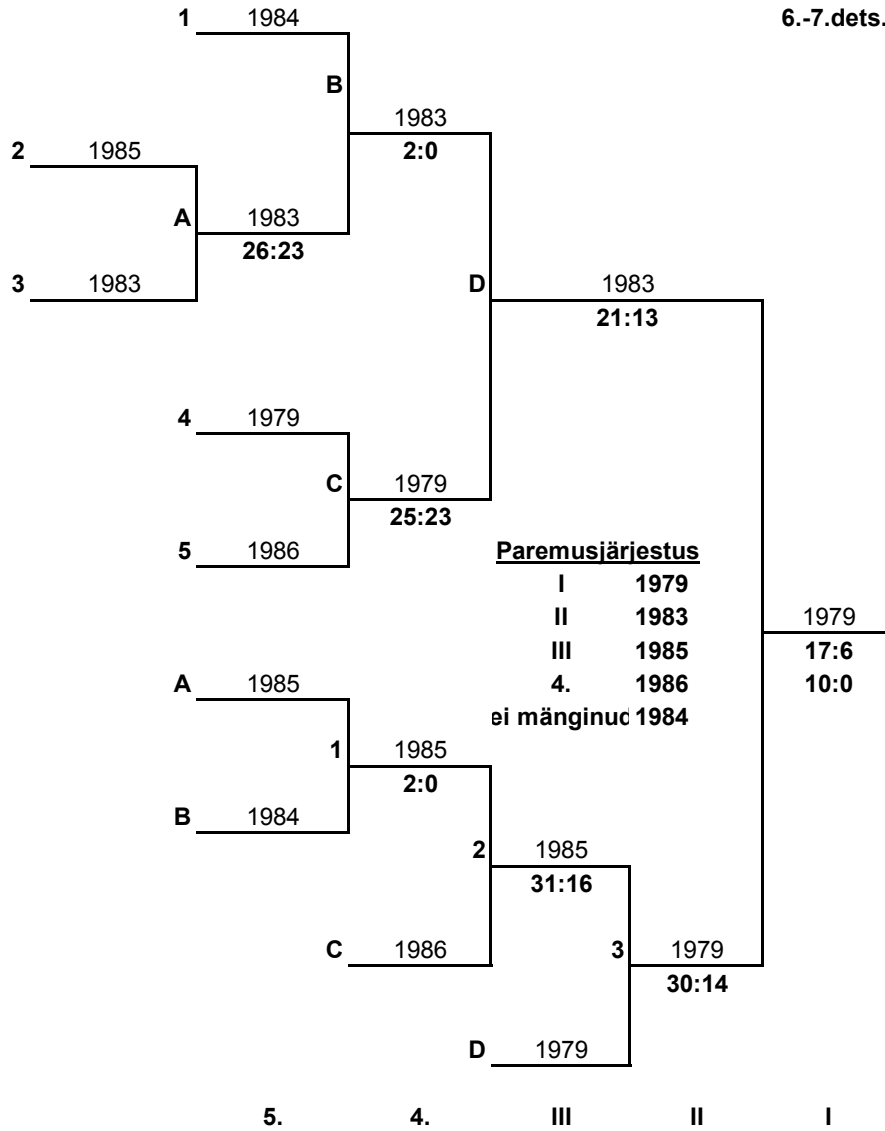 1 1984 6.-7.dets.
B
1983
2 1985 2:0
A 1983
26:23
3 1983 D 1983
21:13
4 1979
C 1979
25:23
5 1986 Paremusjärjestus
I 1979
II 1983 1979
III 1985 17:6
A 1985 4. 1986 10:0
ei mänginud 1984
1 1985
2:0
B 1984
2 1985
31:16
C 1986 3 1979
30:14
D 1979
5. 4. III II I